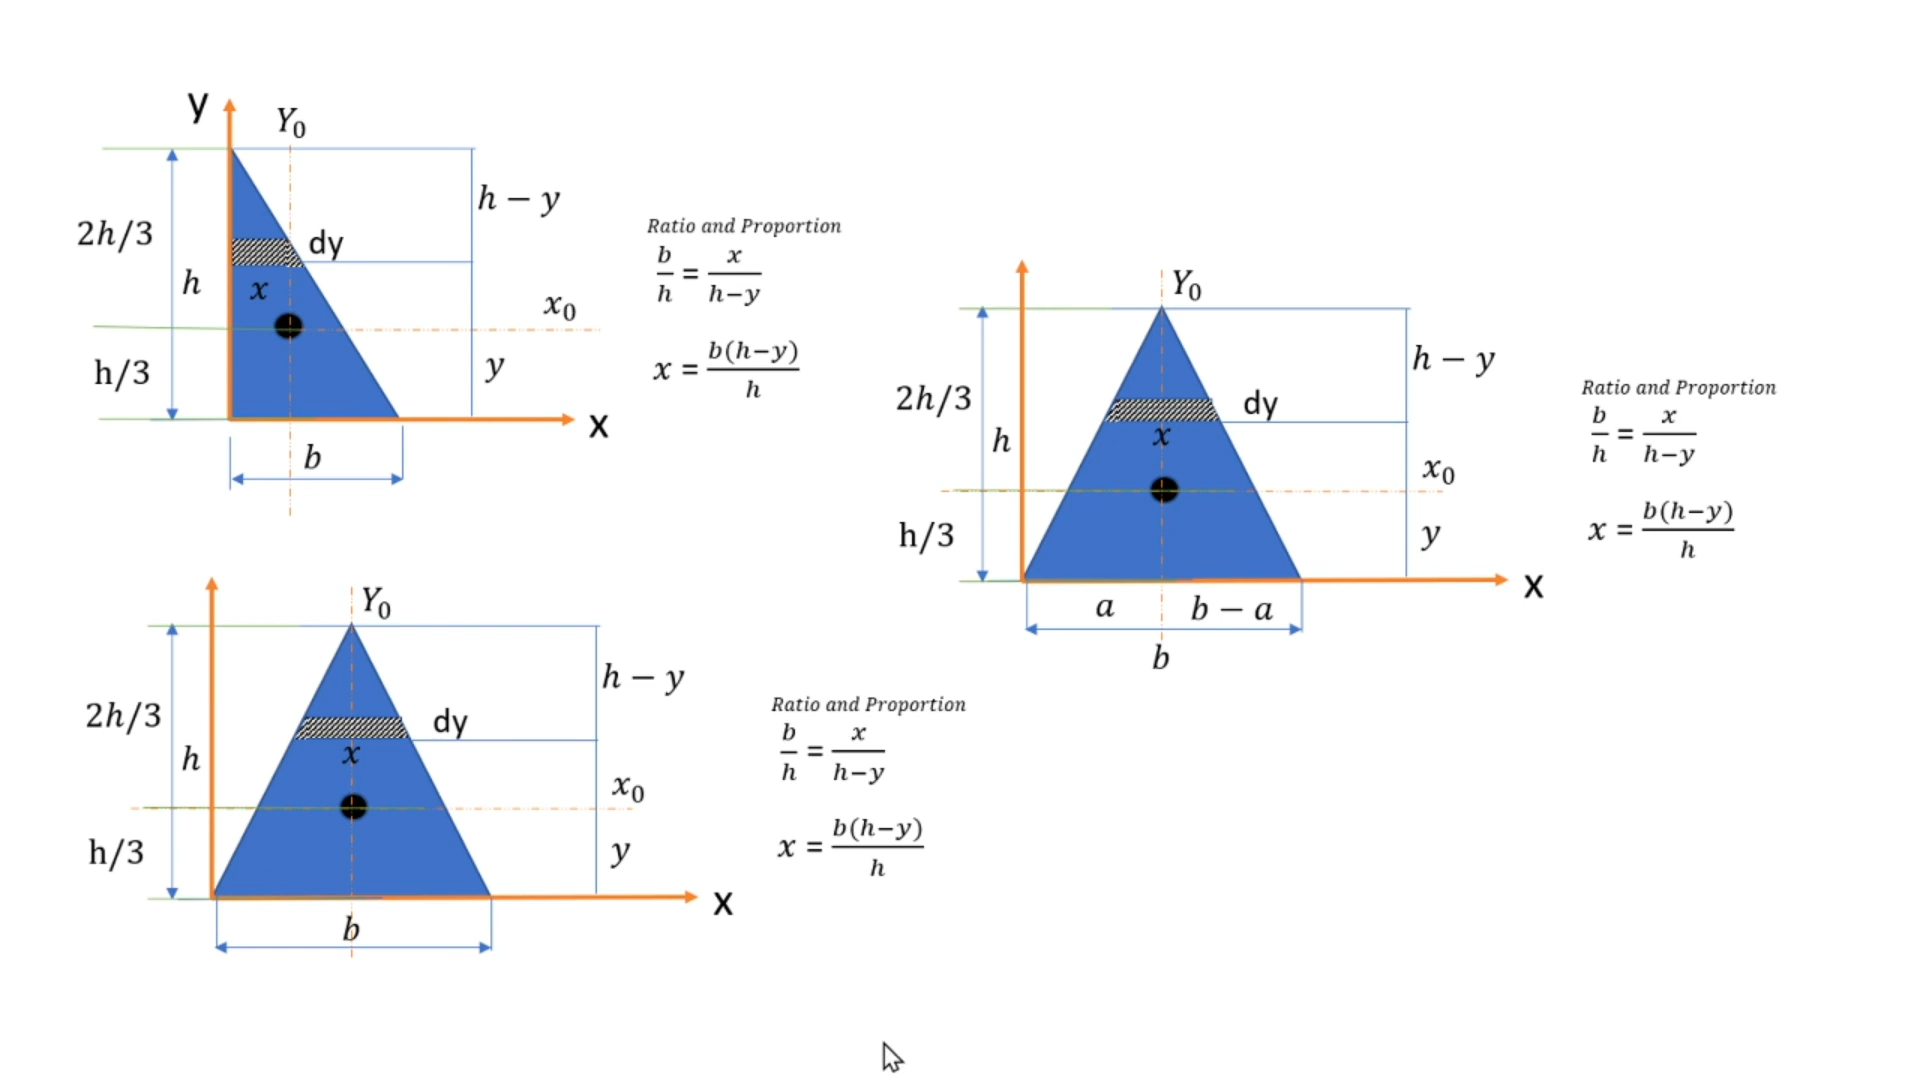 y
Y₀
h − y
2h/3
dy
h
x
x₀
h/3
y
x
b
Ratio and Proportion
b/h = x/(h−y)
x = b(h−y)/h
Y₀
h − y
2h/3
dy
h
x
x₀
h/3
y
x
a
b − a
b
Ratio and Proportion
b/h = x/(h−y)
x = b(h−y)/h
Y₀
h − y
2h/3
dy
h
x
x₀
h/3
y
x
b
Ratio and Proportion
b/h = x/(h−y)
x = b(h−y)/h